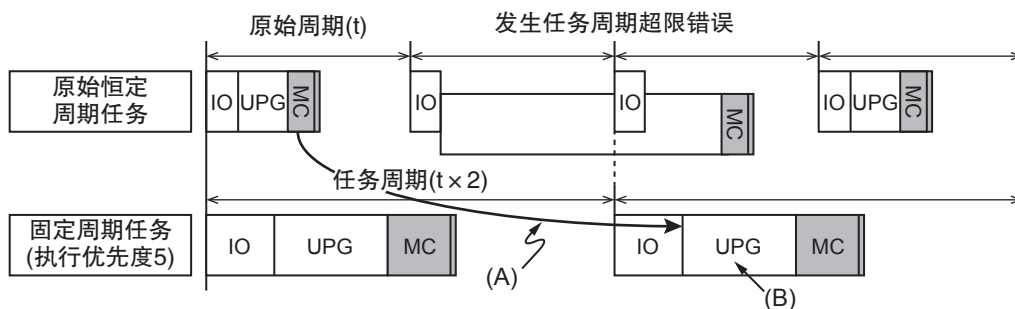 原始周期(t)
发生任务周期超限错误
原始恒定
周期任务
IO
UPG
MC
IO
IO
MC
IO
UPG
MC
任务周期(t×2)
固定周期任务
(执行优先度5)
IO
UPG
MC
IO
UPG
MC
(A)
(B)